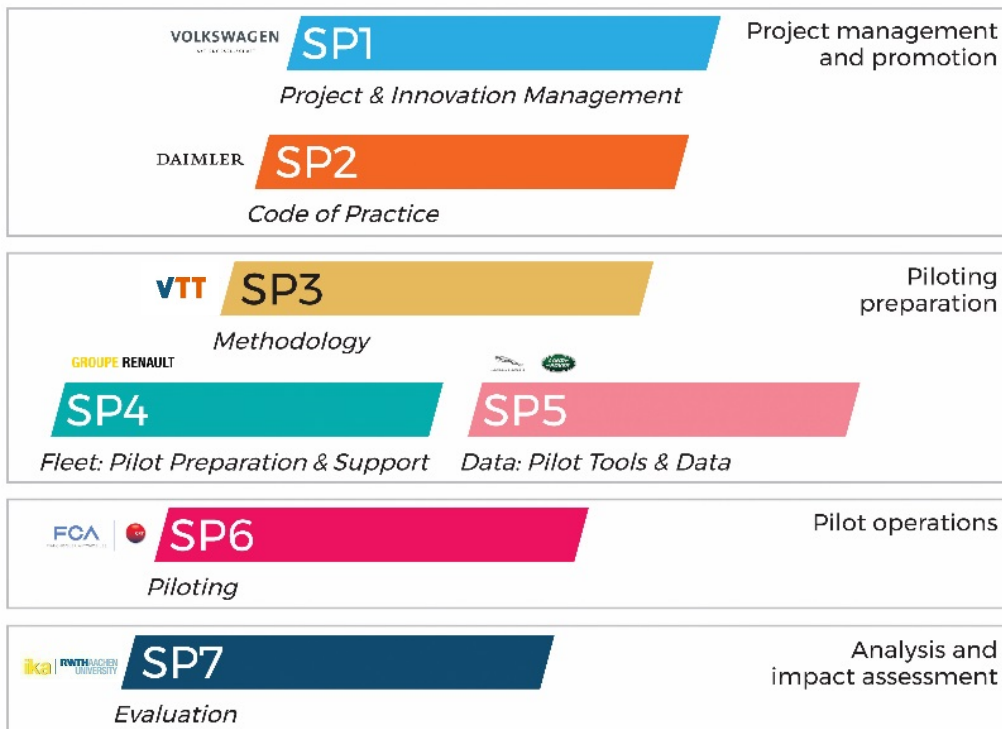 VOLKSWAGEN
SP1
Project management
and promotion
Project & Innovation Management
DAIMLER
SP2
Code of Practice
VTT
SP3
Piloting
preparation
Methodology
GROUPE RENAULT
SP4
SP5
Fleet: Pilot Preparation & Support
Data: Pilot Tools & Data
FCA
SP6
Pilot operations
Piloting
ika RWTHAACHEN
UNIVERSITY
SP7
Analysis and
impact assessment
Evaluation